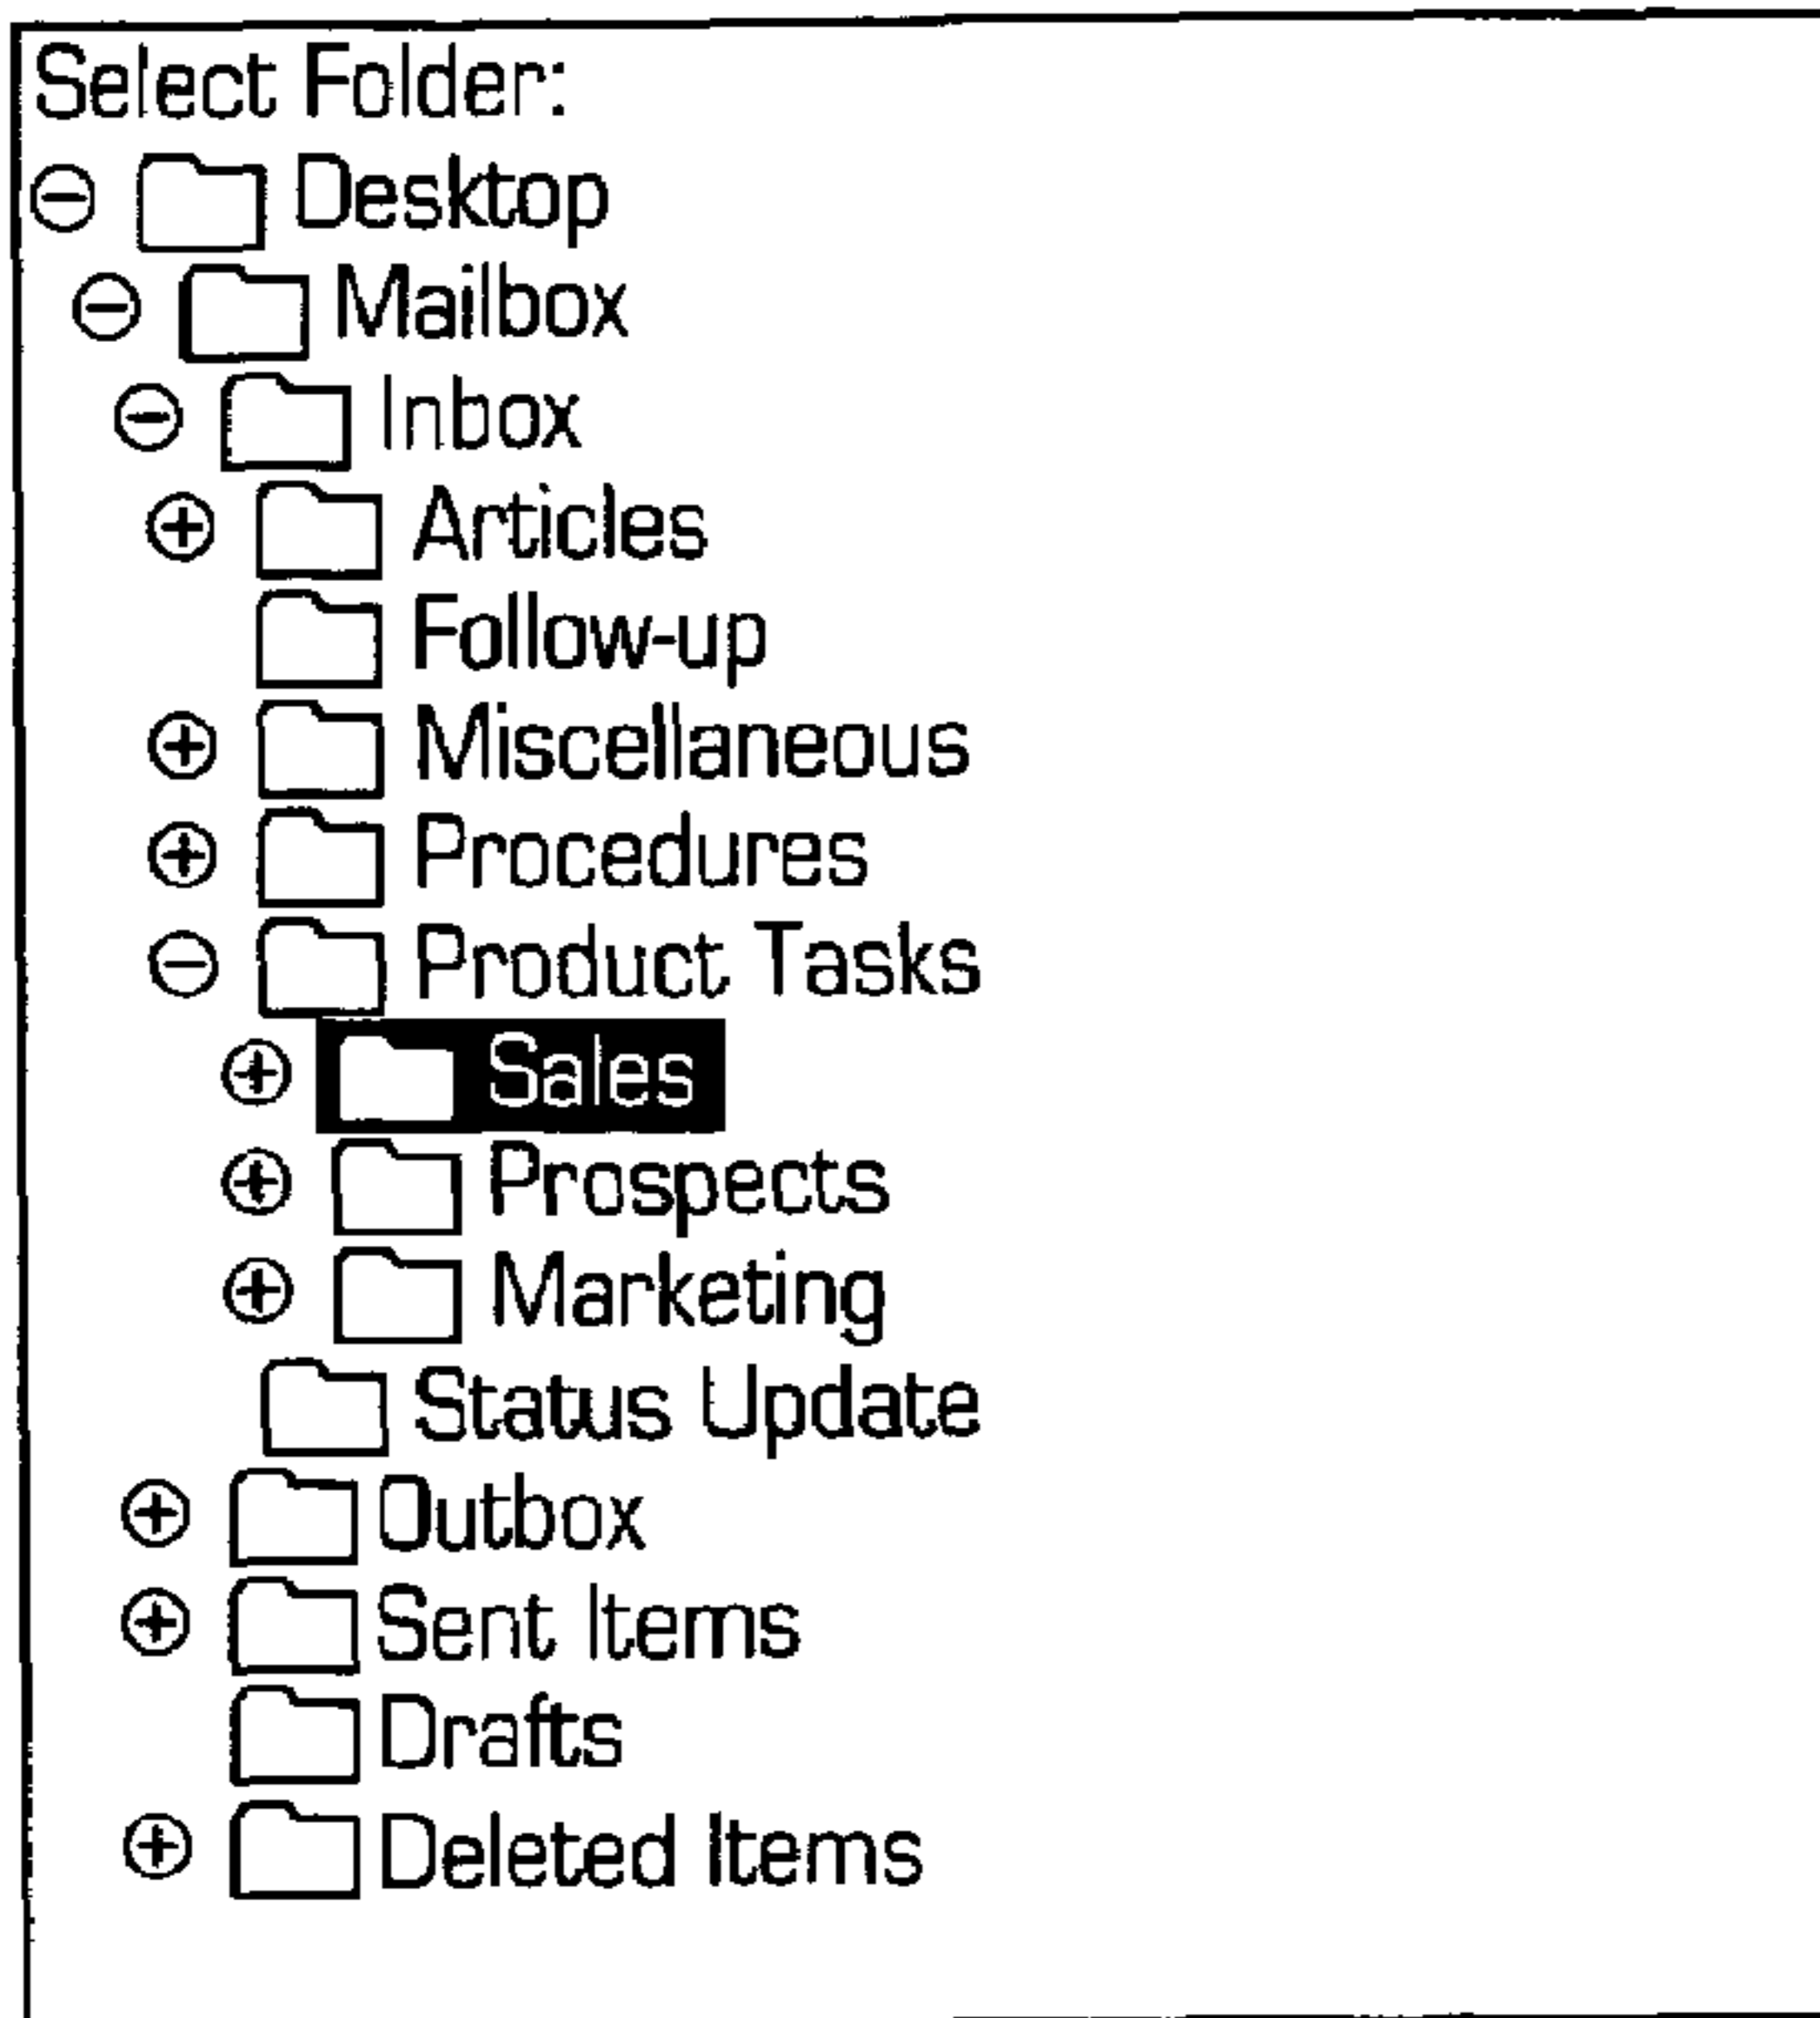 Select Folder:
Desktop
Mailbox
Inbox
Articles
Follow-up
Miscellaneous
Procedures
Product Tasks
Sales
Prospects
Marketing
Status Update
Outbox
Sent Items
Drafts
Deleted Items